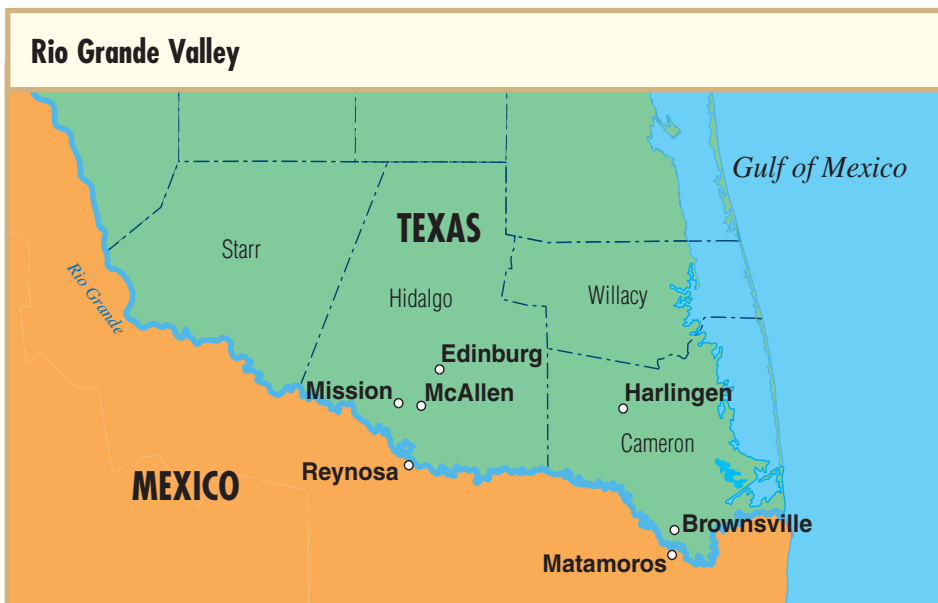 Rio Grande Valley
Gulf of Mexico
TEXAS
Starr
Rio Grande
Hidalgo
Willacy
Edinburg
Mission
McAllen
Harlingen
Cameron
Reynosa
MEXICO
Brownsville
Matamoros